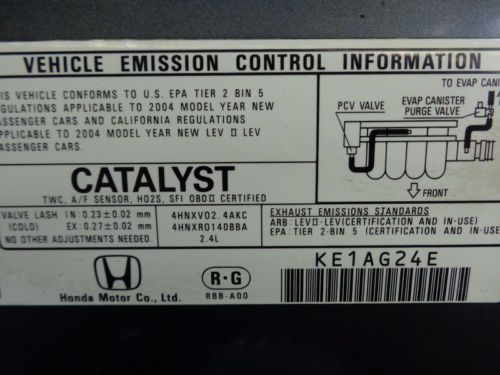 VEHICLE EMISSION CONTROL INFORMATION
IS VEHICLE CONFORMS TO U.S. EPA TIER 2 BIN 5
GULATIONS APPLICABLE TO 2004 MODEL YEAR NEW
SSENGER CARS AND CALIFORNIA REGULATIONS
APPLICABLE TO 2004 MODEL YEAR NEW LEV Ⅱ LEV
ASSENGER CARS.
TO EVAP CANI
EVAP CANISTER
PURGE VALVE
PCV VALVE
FRONT
CATALYST
TWC, A/F SENSOR, HO2S, SFI OBDⅡ CERTIFIED
VALVE LASH IN:0.23±0.02 mm
(COLD) EX:0.27±0.02 mm
NO OTHER ADJUSTMENTS NEEDED.
4HNXV02.4AKC
4HNXR0140BBA
2.4L
EXHAUST EMISSIONS STANDARDS
ARB:LEVⅡ-LEV(CERTIFICATION AND IN-USE)
EPA:TIER 2-BIN 5 (CERTIFICATION AND IN-USE)
Honda Motor Co., Ltd.
R·G
RBB-A00
KE1AG24E